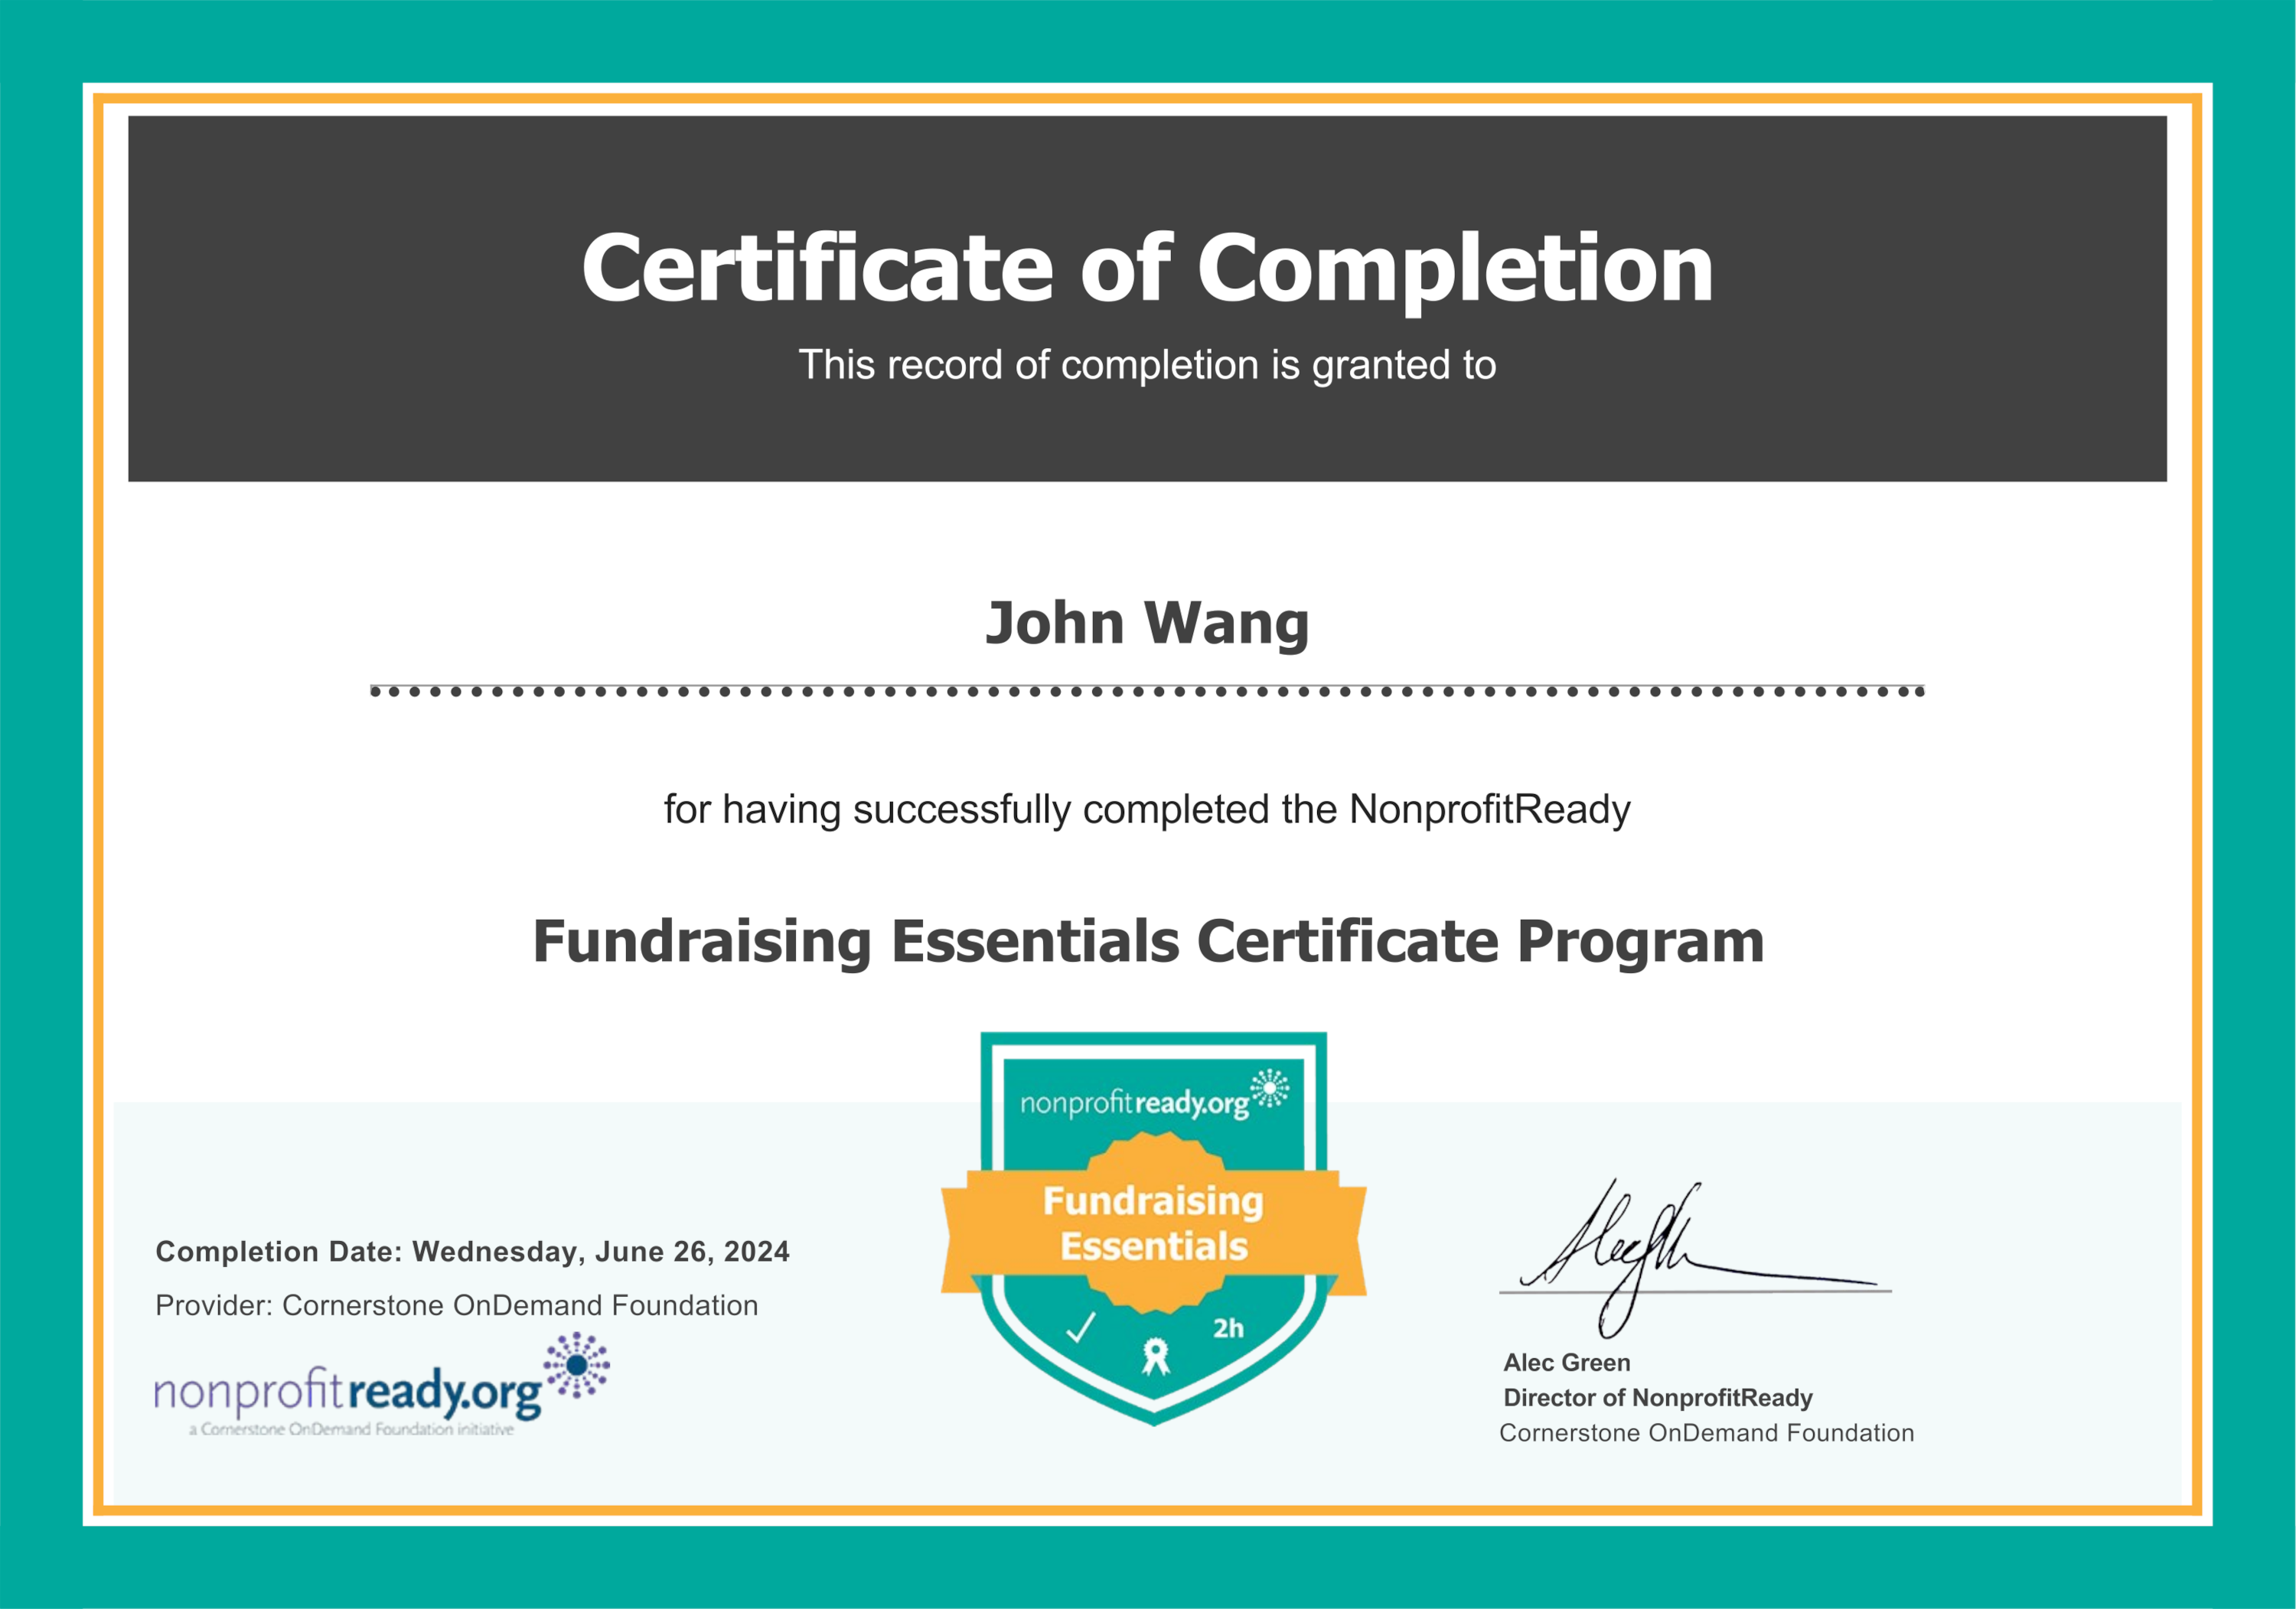 Certificate of Completion
This record of completion is granted to
John Wang
for having successfully completed the NonprofitReady
Fundraising Essentials Certificate Program
nonprofitready.org
Fundraising
Essentials
2h
Completion Date: Wednesday, June 26, 2024
Provider: Cornerstone OnDemand Foundation
nonprofitready.org
a Cornerstone OnDemand Foundation initiative
Alec Green
Director of NonprofitReady
Cornerstone OnDemand Foundation